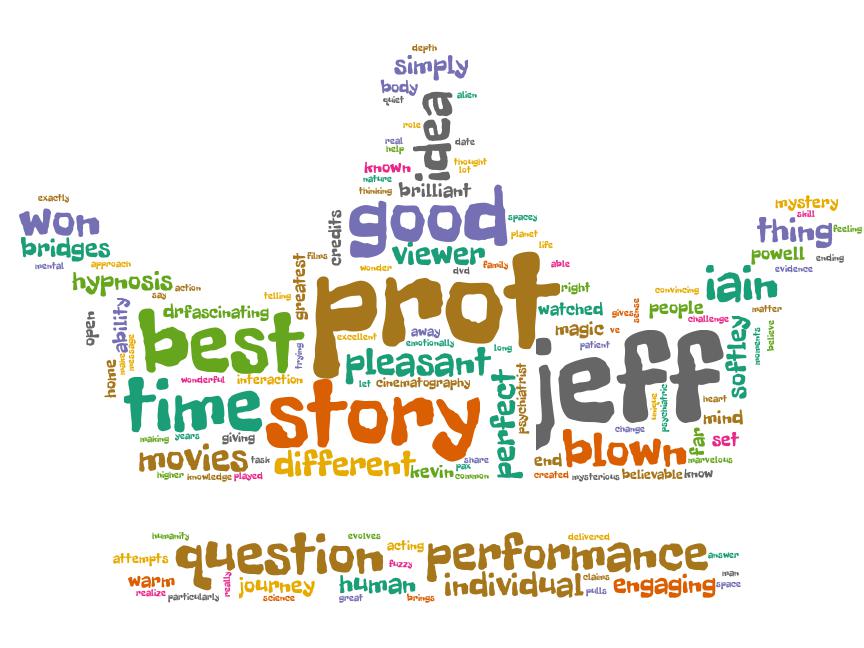 depth
simply
body
quiet
alien
idea
role
real
help
date
known
nature
thought
lot
thinking
brilliant
exactly
won
bridges
mental
approach
hypnosis
action
say
credits
good
spacey
planet
life
viewer
wonder
dvd
family
able
mystery
skill
thing
feeling
powell
ending
evidence
convincing
iain
matter
greatest
films
telling
prot
right
watched
gives
sense
people
challenge
open
ability
message
make
home
drfascinating
best
trying
excellent
away
emotionally
long
magic
ve
patient
jeff
softley
moments
believe
pleasant
let
cinematography
wonderful
interaction
time
story
perfect
psychiatrist
unique
psychiatric
heart
mind
change
making
years
giving
movies
task
higher
knowledge
played
different
kevin
pax
share
common
end
blown
far
set
marvelous
created
mysterious
believable
know
humanity
evolves
delivered
attempts
question
acting
fuzzy
performance
answer
warm
realize
particularly
really
journey
science
human
great
brings
individual
claims
pulls
engaging
man
space